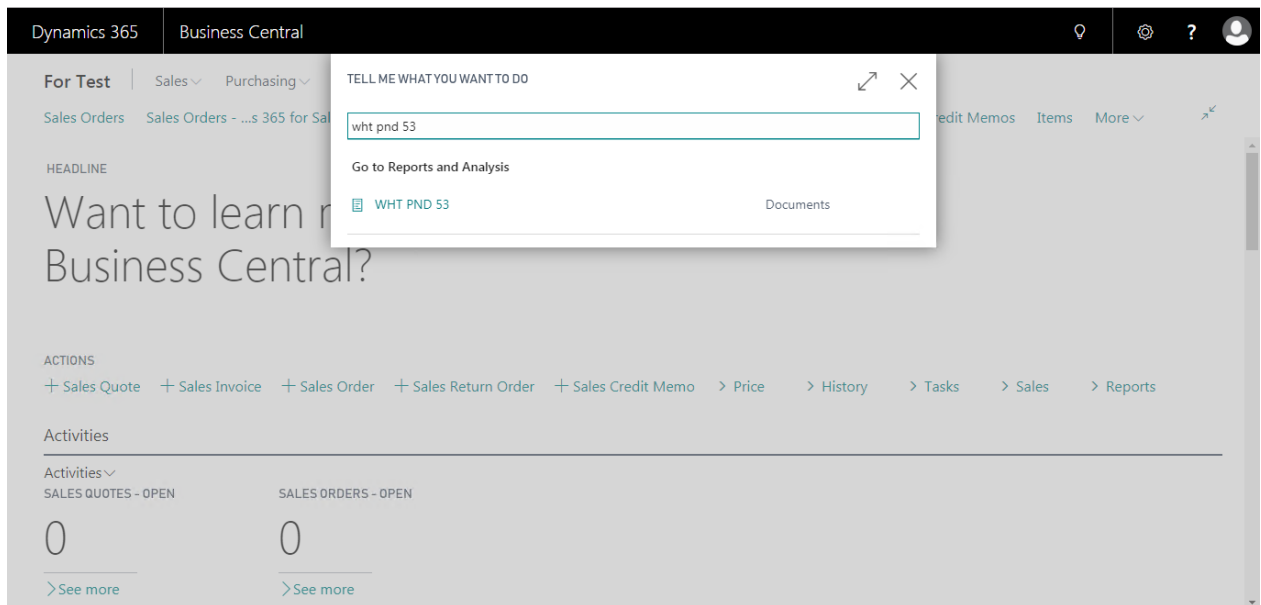 Dynamics 365 Business Central ?
For Test Sales Purchasing
TELL ME WHAT YOU WANT TO DO
Sales Orders Sales Orders - ...s 365 for Sal
wht pnd 53
edit Memos Items More
Go to Reports and Analysis
WHT PND 53 Documents
HEADLINE
Want to learn
Business Central?
ACTIONS
+ Sales Quote + Sales Invoice + Sales Order + Sales Return Order + Sales Credit Memo > Price > History > Tasks > Sales > Reports
Activities
Activities
SALES QUOTES - OPEN SALES ORDERS - OPEN
0 0
>See more >See more